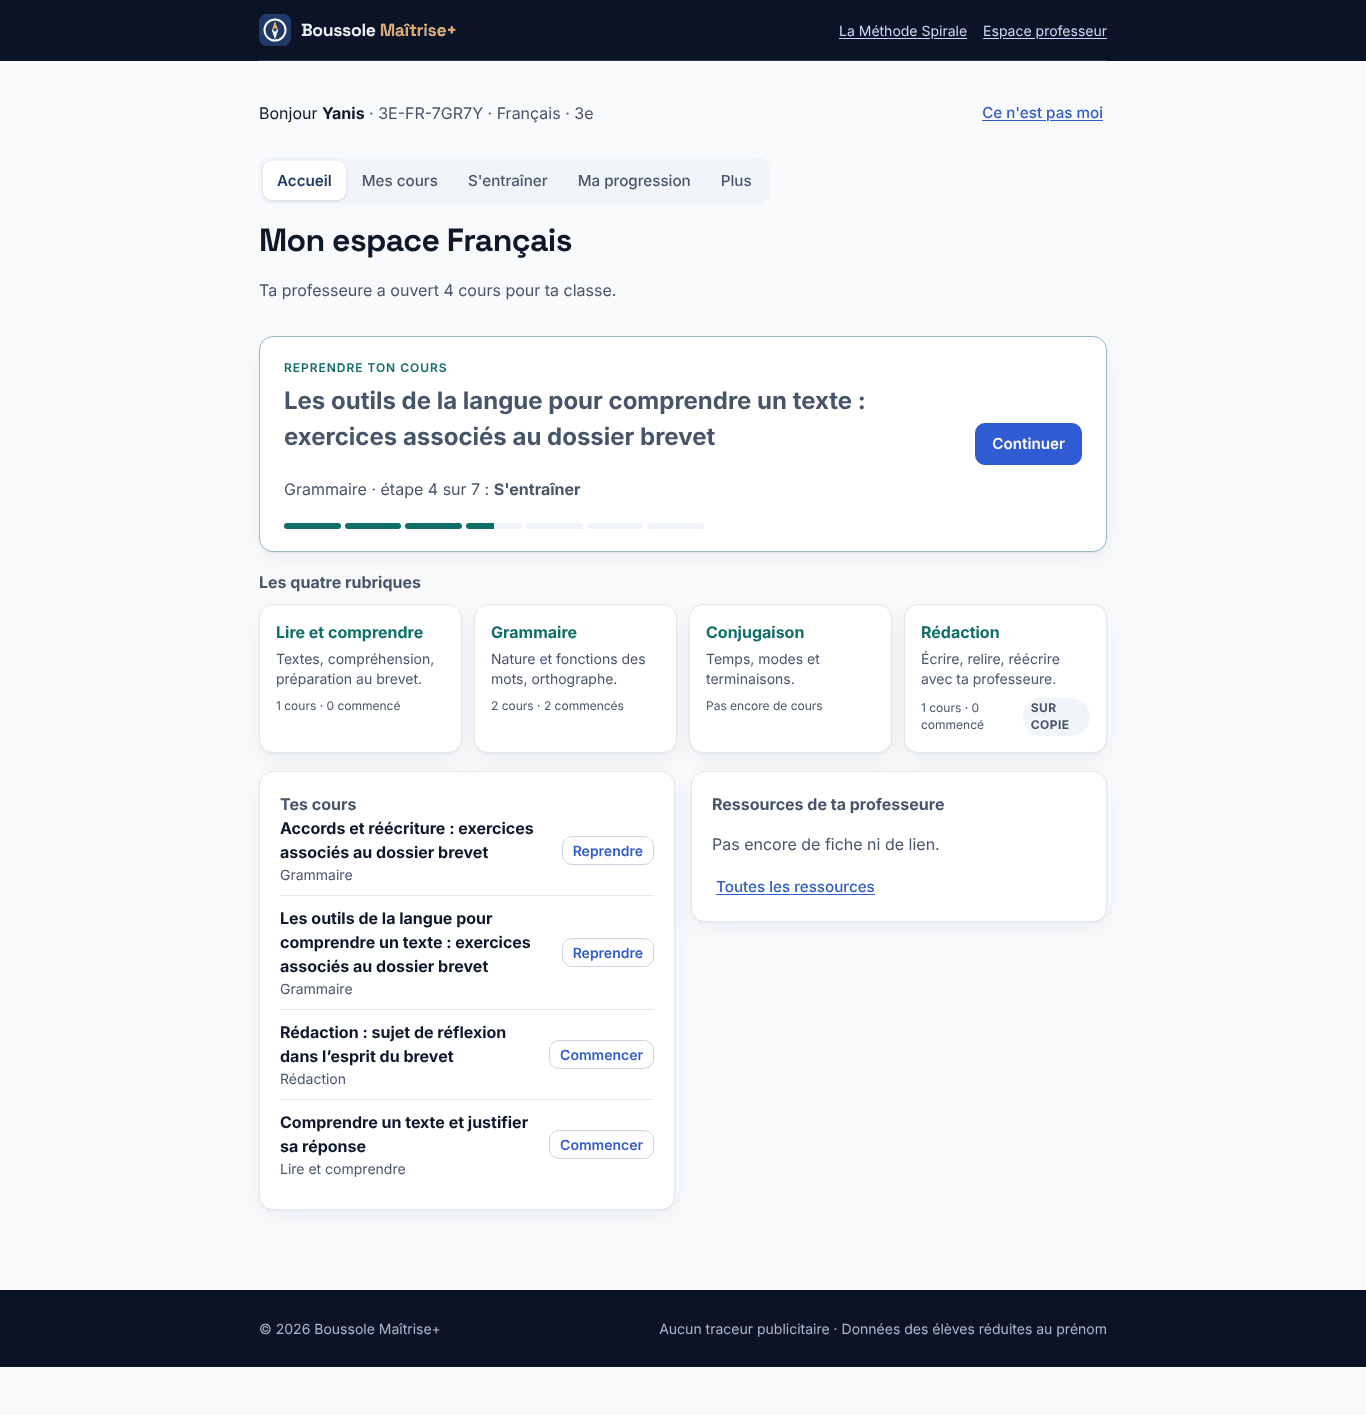 Boussole Maîtrise+
La Méthode Spirale
Espace professeur
Bonjour Yanis · 3E-FR-7GR7Y · Français · 3e
Ce n'est pas moi
Accueil
Mes cours
S'entraîner
Ma progression
Plus
Mon espace Français
Ta professeure a ouvert 4 cours pour ta classe.
REPRENDRE TON COURS
Les outils de la langue pour comprendre un texte :
exercices associés au dossier brevet
Continuer
Grammaire · étape 4 sur 7 : S'entraîner
Les quatre rubriques
Lire et comprendre
Textes, compréhension,
préparation au brevet.
1 cours · 0 commencé
Grammaire
Nature et fonctions des
mots, orthographe.
2 cours · 2 commencés
Conjugaison
Temps, modes et
terminaisons.
Pas encore de cours
Rédaction
Écrire, relire, réécrire
avec ta professeure.
1 cours · 0
commencé
SUR
COPIE
Tes cours
Accords et réécriture : exercices
associés au dossier brevet
Grammaire
Reprendre
Les outils de la langue pour
comprendre un texte : exercices
associés au dossier brevet
Grammaire
Reprendre
Rédaction : sujet de réflexion
dans l’esprit du brevet
Rédaction
Commencer
Comprendre un texte et justifier
sa réponse
Lire et comprendre
Commencer
Ressources de ta professeure
Pas encore de fiche ni de lien.
Toutes les ressources
© 2026 Boussole Maîtrise+
Aucun traceur publicitaire · Données des élèves réduites au prénom